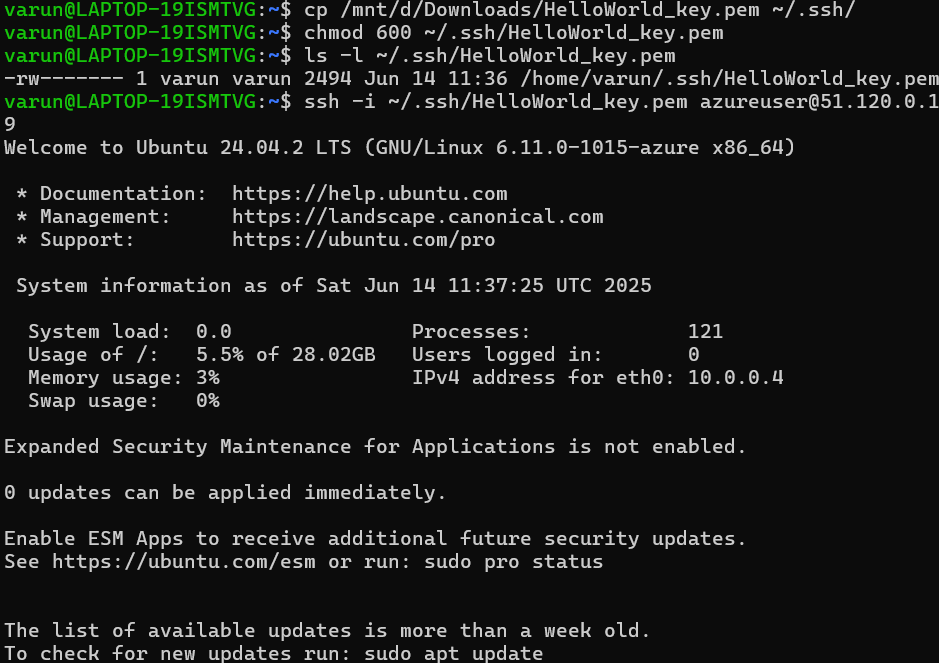 varun@LAPTOP-19ISMTVG:~$ cp /mnt/d/Downloads/HelloWorld_key.pem ~/.ssh/
varun@LAPTOP-19ISMTVG:~$ chmod 600 ~/.ssh/HelloWorld_key.pem
varun@LAPTOP-19ISMTVG:~$ ls -l ~/.ssh/HelloWorld_key.pem
-rw------- 1 varun varun 2494 Jun 14 11:36 /home/varun/.ssh/HelloWorld_key.pem
varun@LAPTOP-19ISMTVG:~$ ssh -i ~/.ssh/HelloWorld_key.pem azureuser@51.120.0.1
9
Welcome to Ubuntu 24.04.2 LTS (GNU/Linux 6.11.0-1015-azure x86_64)

 * Documentation:  https://help.ubuntu.com
 * Management:     https://landscape.canonical.com
 * Support:        https://ubuntu.com/pro

 System information as of Sat Jun 14 11:37:25 UTC 2025

  System load:  0.0               Processes:             121
  Usage of /:   5.5% of 28.02GB   Users logged in:       0
  Memory usage: 3%                IPv4 address for eth0: 10.0.0.4
  Swap usage:   0%

Expanded Security Maintenance for Applications is not enabled.

0 updates can be applied immediately.

Enable ESM Apps to receive additional future security updates.
See https://ubuntu.com/esm or run: sudo pro status


The list of available updates is more than a week old.
To check for new updates run: sudo apt update